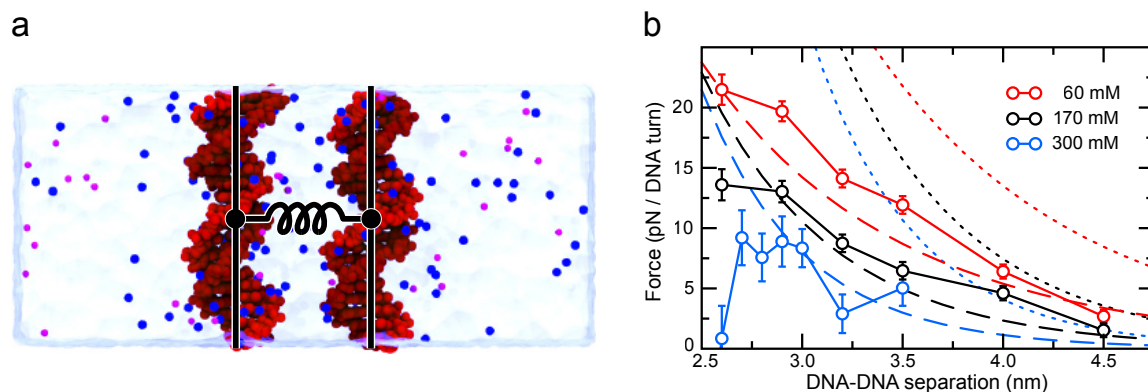 a
b
Force (pN / DNA turn)
20
15
10
5
0
60 mM
170 mM
300 mM
2.5 3.0 3.5 4.0 4.5
DNA-DNA separation (nm)